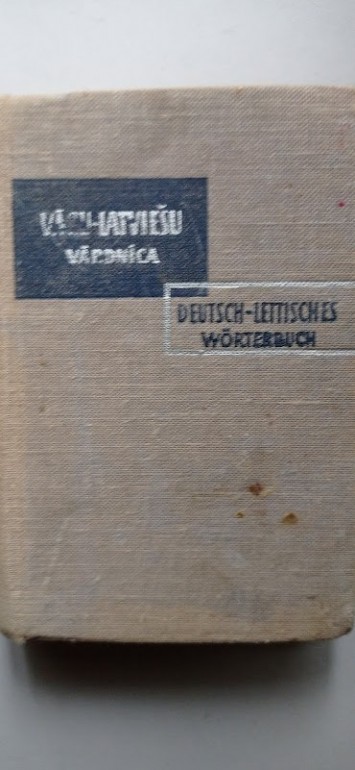 VĀCU-LATVIEŠU
VĀRDNĪCA
DEUTSCH-LETTISCHES
WÖRTERBUCH